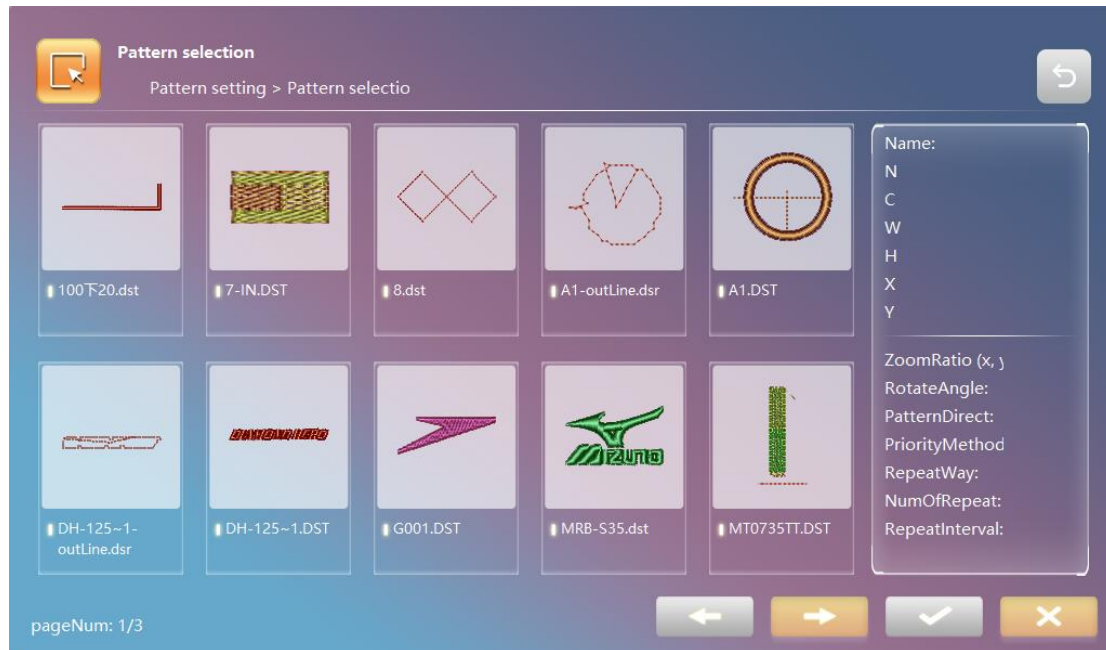 Pattern selection
Pattern setting > Pattern selectio
100下20.dst
7-IN.DST
8.dst
A1-outLine.dsr
A1.DST
MIZUNO
DH-125~1-
outLine.dsr
DH-125~1.DST
G001.DST
MRB-S35.dst
MT0735TT.DST
Name:
N
C
W
H
X
Y
ZoomRatio (x,
RotateAngle:
PatternDirect:
PriorityMethod
RepeatWay:
NumOfRepeat:
RepeatInterval:
pageNum: 1/3